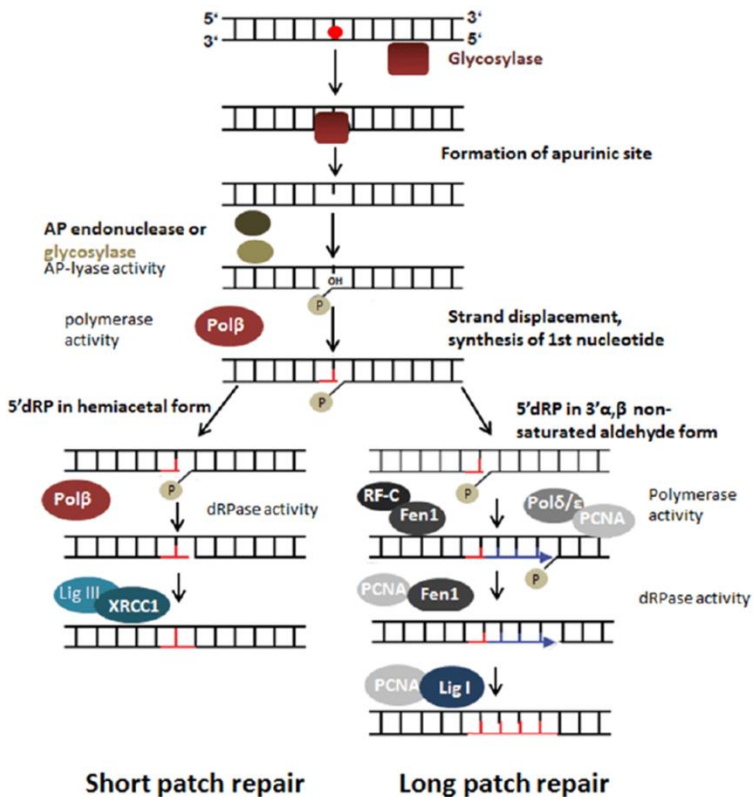 5' 3'
3' 5'
Glycosylase
Formation of apurinic site
AP endonuclease or
glycosylase
AP-lyase activity
OH
P
polymerase
activity
Polβ
Strand displacement,
synthesis of 1st nucleotide
P
5'dRP in hemiacetal form
5'dRP in 3'α,β non-
saturated aldehyde form
P
Polβ
dRPase activity
Lig III
XRCC1
P
RF-C
Fen1
Polδ/ε
PCNA
Polymerase
activity
P
PCNA
Fen1
dRPase activity
PCNA
Lig I
Short patch repair
Long patch repair